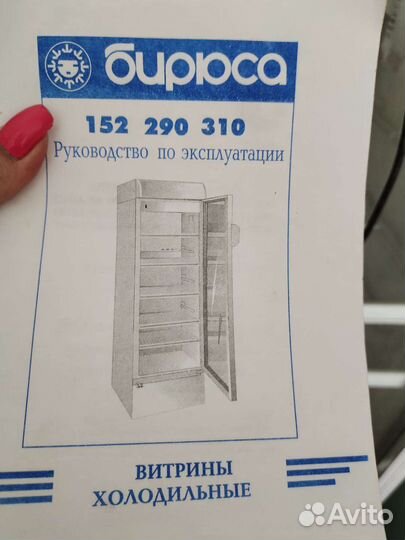 бирюса
152 290 310
Руководство по эксплуатации
ВИТРИНЫ
ХОЛОДИЛЬНЫЕ
Avito